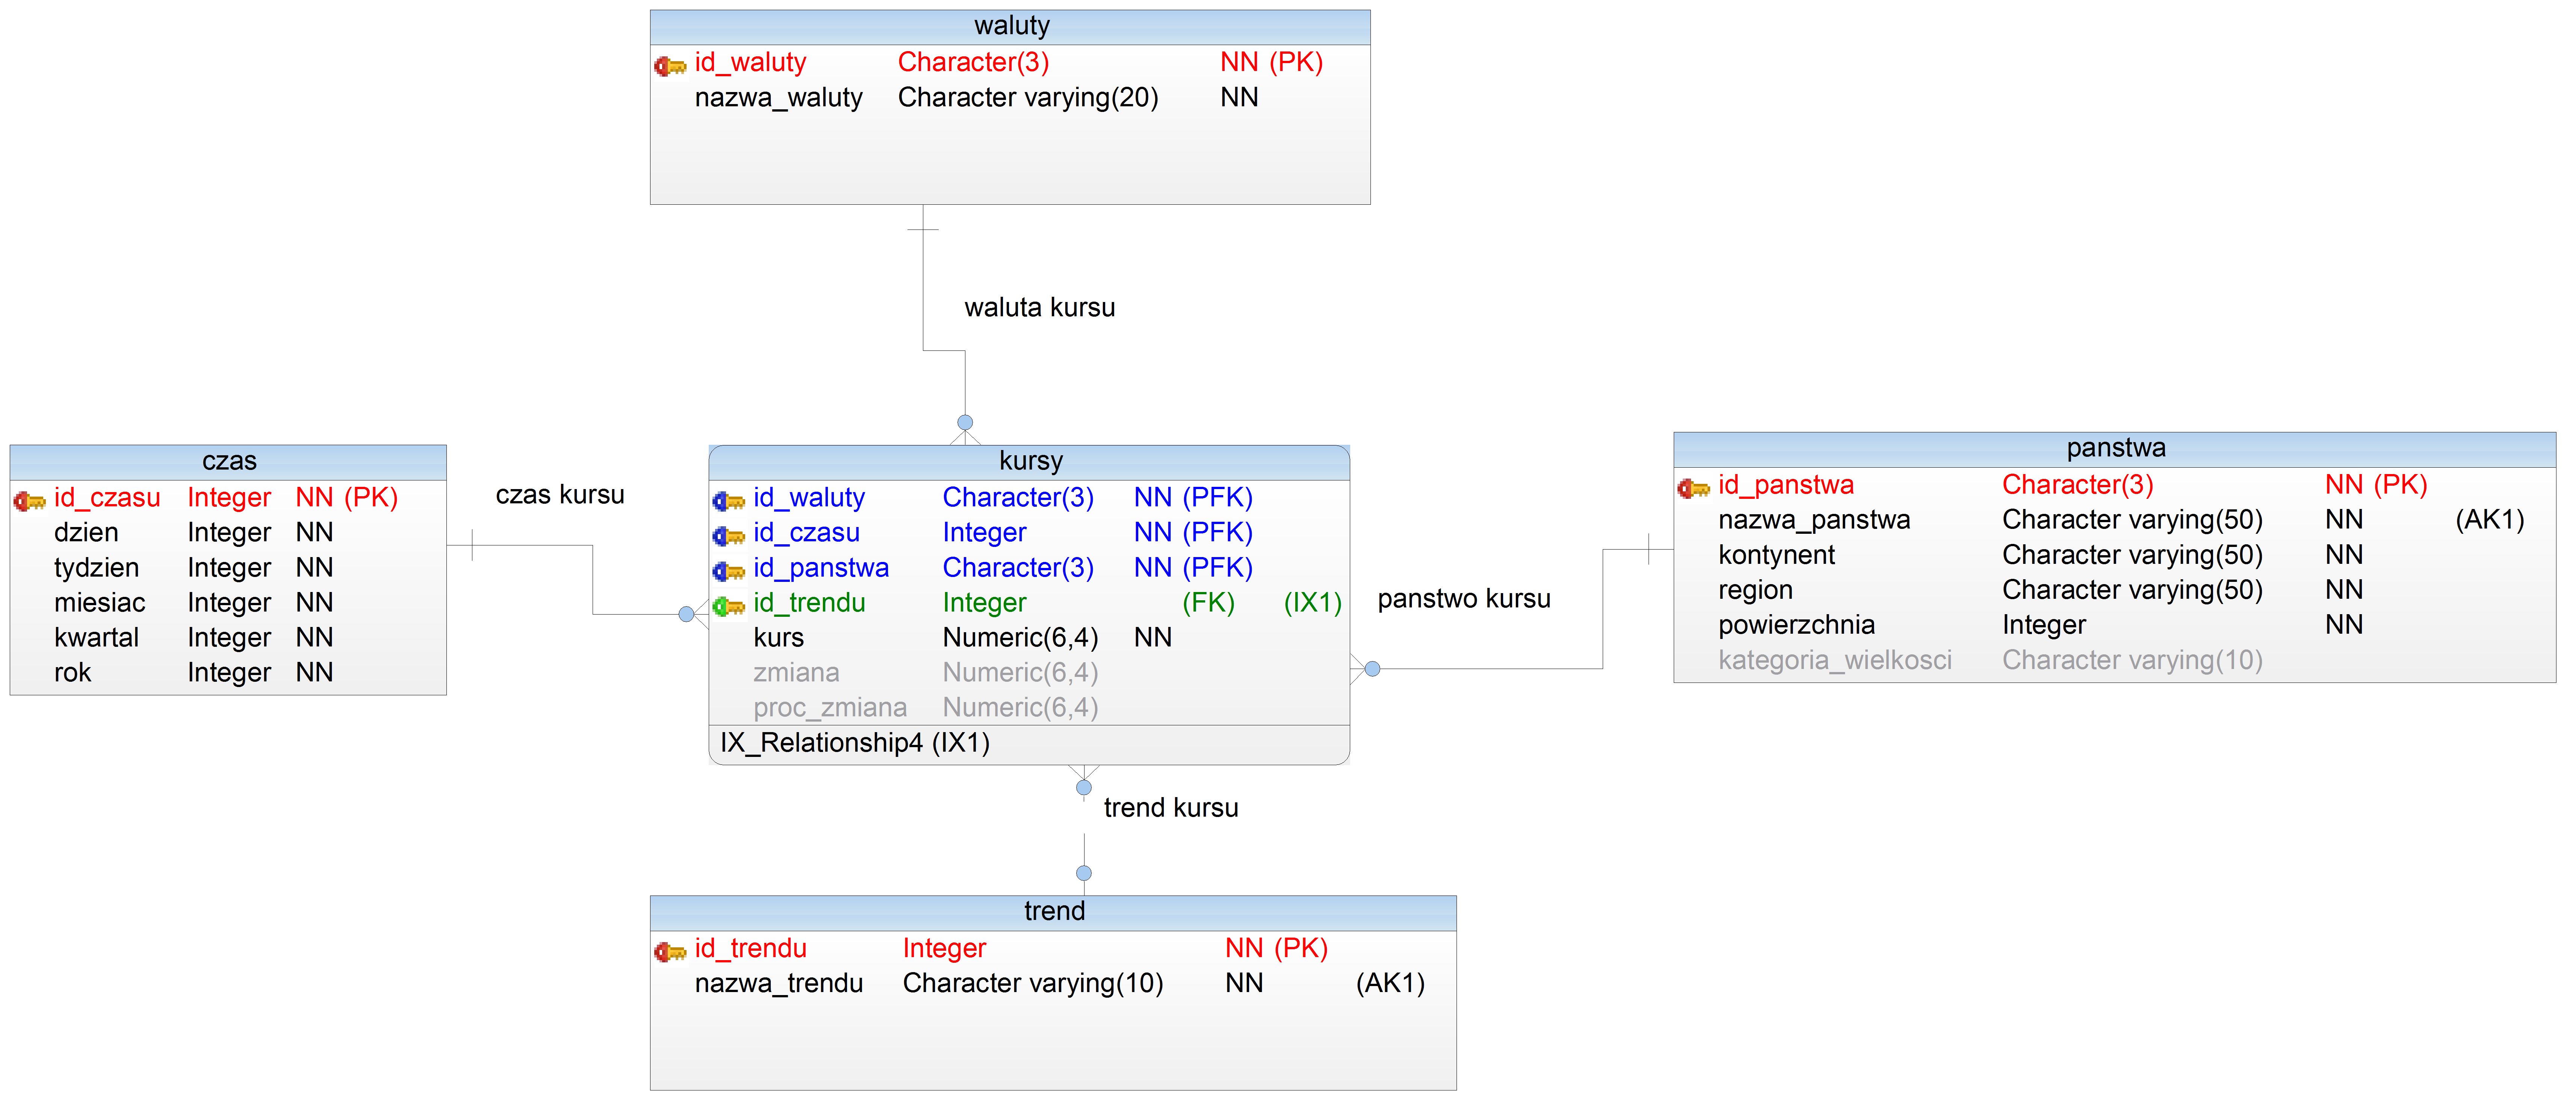 waluty
id_waluty Character(3) NN (PK)
nazwa_waluty Character varying(20) NN
waluta kursu
czas
id_czasu Integer NN (PK)
dzien Integer NN
tydzien Integer NN
miesiac Integer NN
kwartal Integer NN
rok Integer NN
czas kursu
kursy
id_waluty Character(3) NN (PFK)
id_czasu Integer NN (PFK)
id_panstwa Character(3) NN (PFK)
id_trendu Integer (FK) (IX1)
kurs Numeric(6,4) NN
zmiana Numeric(6,4)
proc_zmiana Numeric(6,4)
IX_Relationship4 (IX1)
panstwo kursu
panstwa
id_panstwa Character(3) NN (PK)
nazwa_panstwa Character varying(50) NN (AK1)
kontynent Character varying(50) NN
region Character varying(50) NN
powierzchnia Integer NN
kategoria_wielkosci Character varying(10)
trend kursu
trend
id_trendu Integer NN (PK)
nazwa_trendu Character varying(10) NN (AK1)